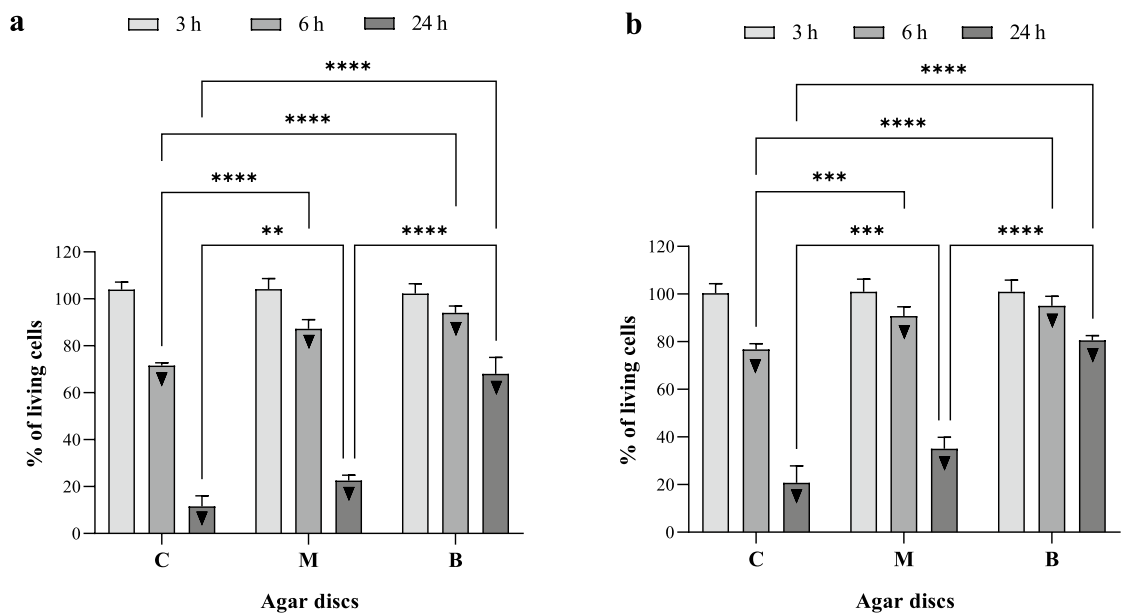 a
3 h 6 h 24 h
****
****
****
** ****
120
100
80
60
40
20
0
% of living cells
C M B
Agar discs
b
3 h 6 h 24 h
****
****
***
*** ****
120
100
80
60
40
20
0
% of living cells
C M B
Agar discs